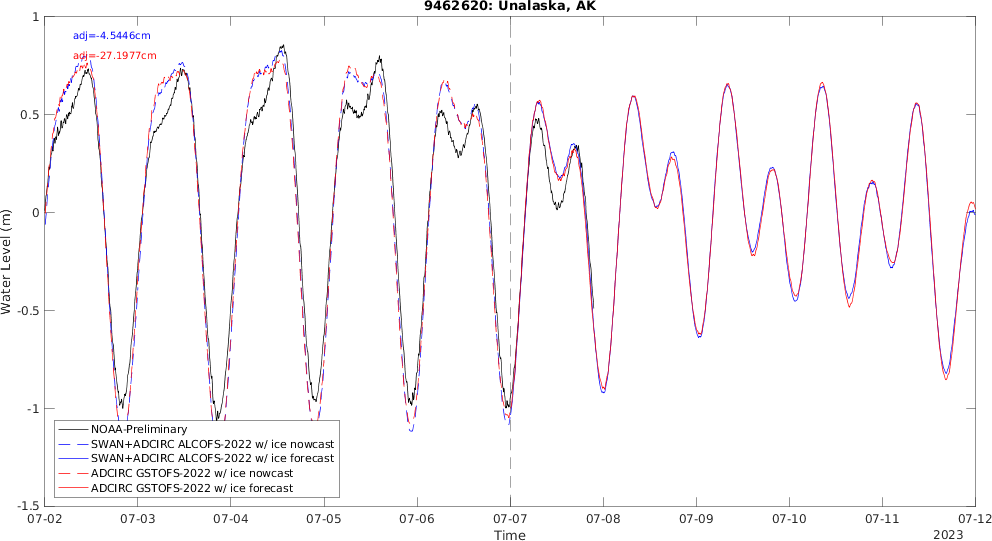 9462620: Unalaska, AK
adj=-4.5446cm
adj=-27.1977cm
1
0.5
0
-0.5
-1
-1.5
Water Level (m)
NOAA-Preliminary
SWAN+ADCIRC ALCOFS-2022 w/ ice nowcast
SWAN+ADCIRC ALCOFS-2022 w/ ice forecast
ADCIRC GSTOFS-2022 w/ ice nowcast
ADCIRC GSTOFS-2022 w/ ice forecast
07-02 07-03 07-04 07-05 07-06 07-07 07-08 07-09 07-10 07-11 07-12
Time
2023